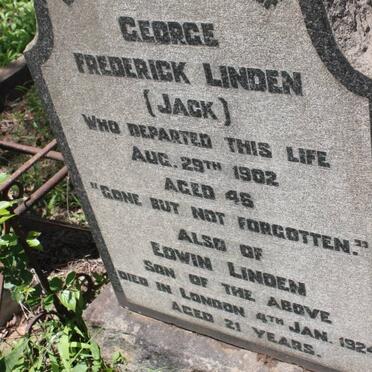 GEORGE
FREDERICK LINDEN
(JACK)
WHO DEPARTED THIS LIFE
AUG. 29TH 1902
AGED 46
"GONE BUT NOT FORGOTTEN."
ALSO OF
EDWIN LINDEN
SON OF THE ABOVE
DIED IN LONDON 4TH JAN. 1924
AGED 21 YEARS.